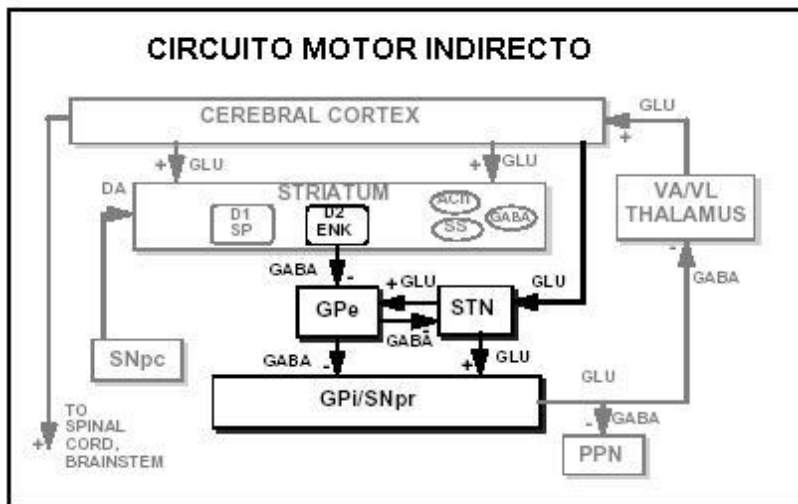 CIRCUITO MOTOR INDIRECTO
GLU
CEREBRAL CORTEX
+
+ GLU
+ GLU
DA
STRIATUM
VA/VL
THALAMUS
D1
SP
D2
ENK
ACh
GABA
SS
-
GABA
GABA -
+ GLU
GLU
GPe
STN
GABA
-
SNpc
GABA
-
+
GLU
GPi/SNpr
GLU
TO
SPINAL
CORD,
BRAINSTEM
+
- GABA
PPN